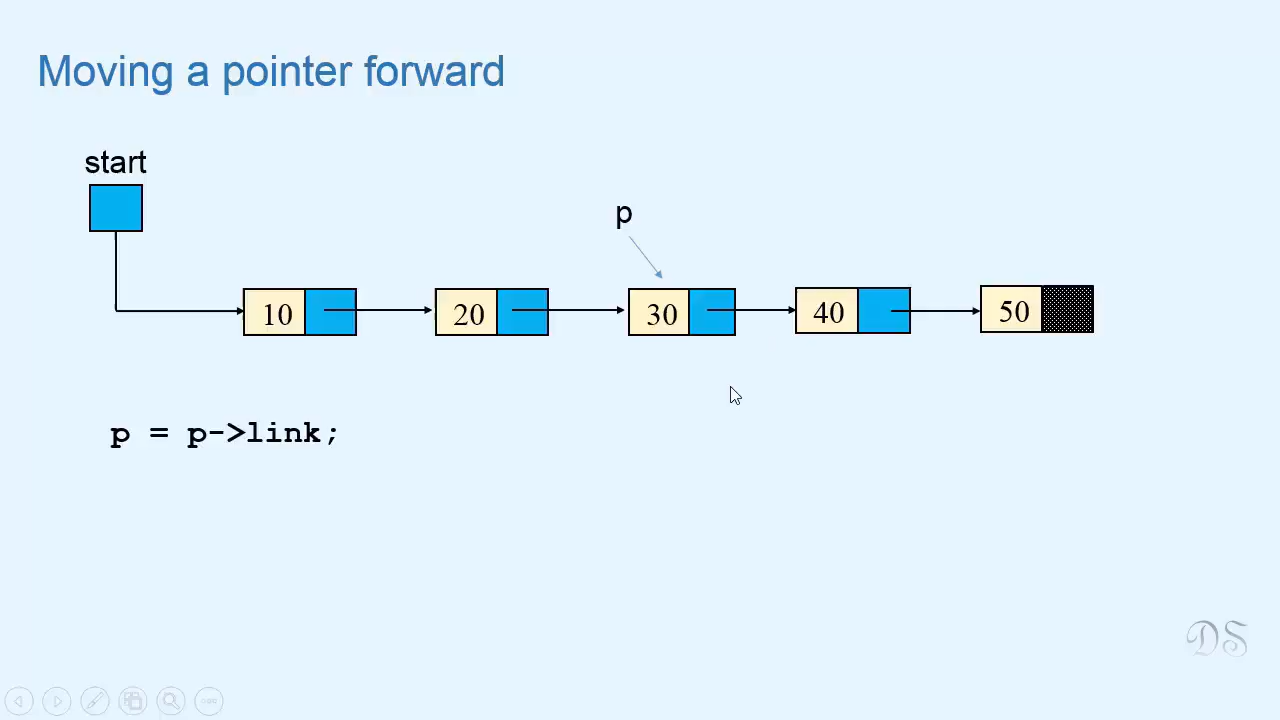 Moving a pointer forward
start
p
10 20 30 40 50
p = p->link;
DS